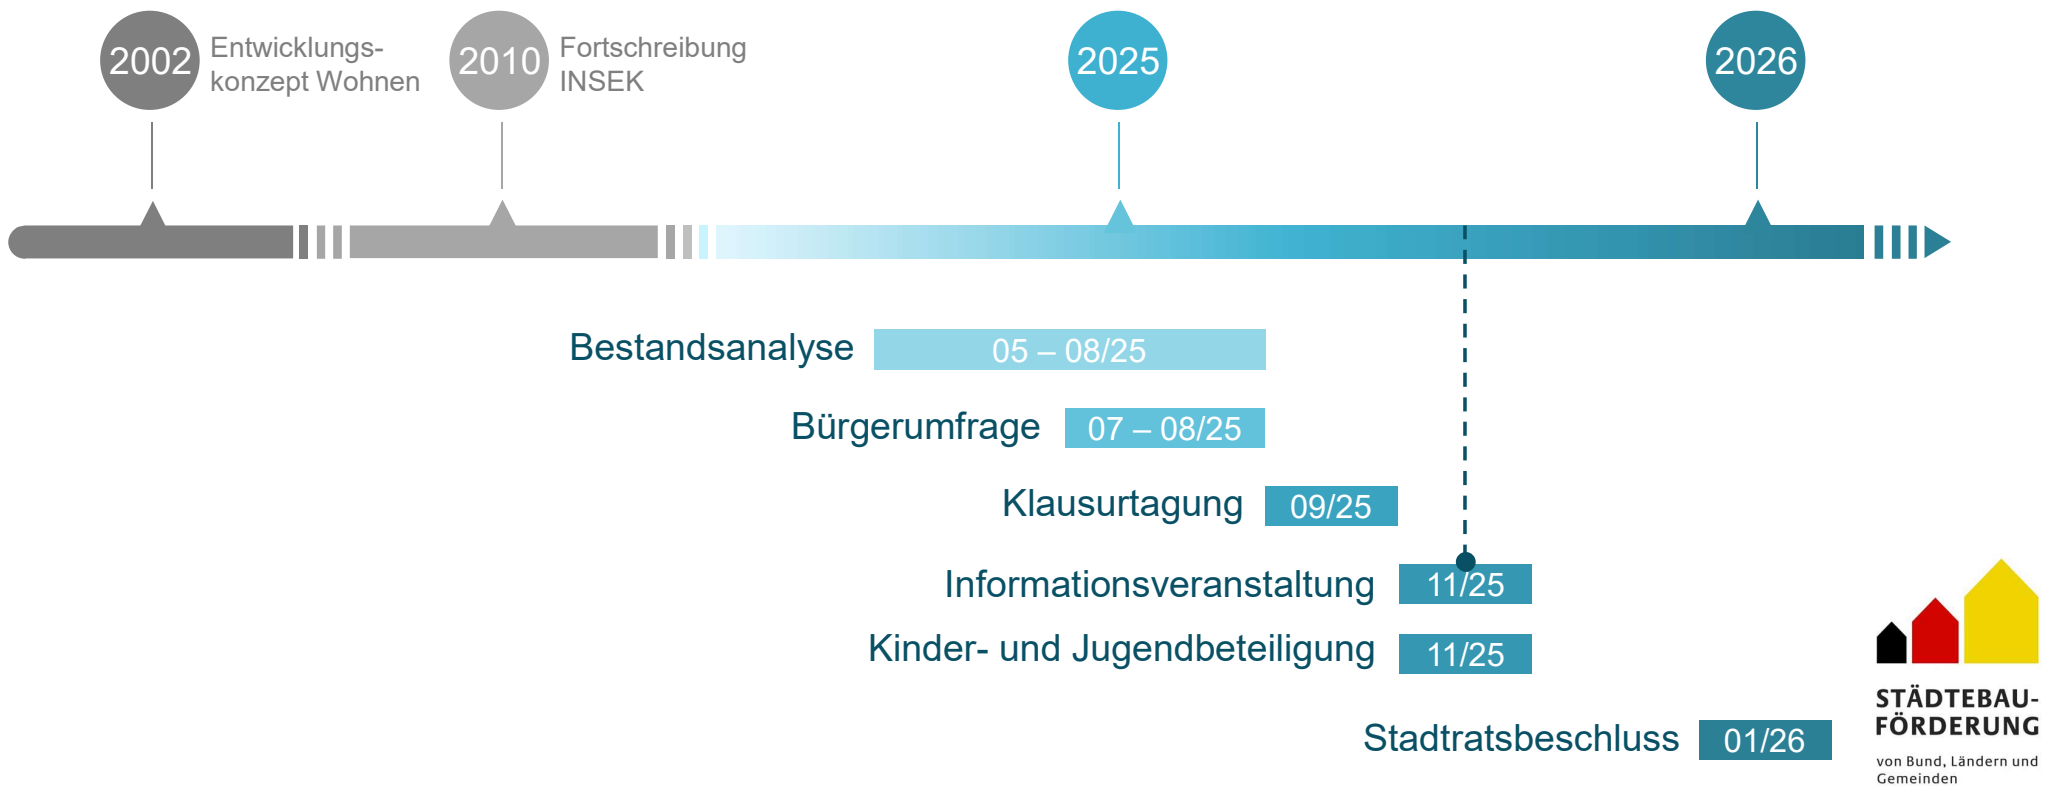 2002
Entwicklungs-
konzept Wohnen
2010
Fortschreibung
INSEK
2025
2026
Bestandsanalyse 05 – 08/25
Bürgerumfrage 07 – 08/25
Klausurtagung 09/25
Informationsveranstaltung 11/25
Kinder- und Jugendbeteiligung 11/25
Stadtratsbeschluss 01/26
STÄDTEBAU-
FÖRDERUNG
von Bund, Ländern und
Gemeinden